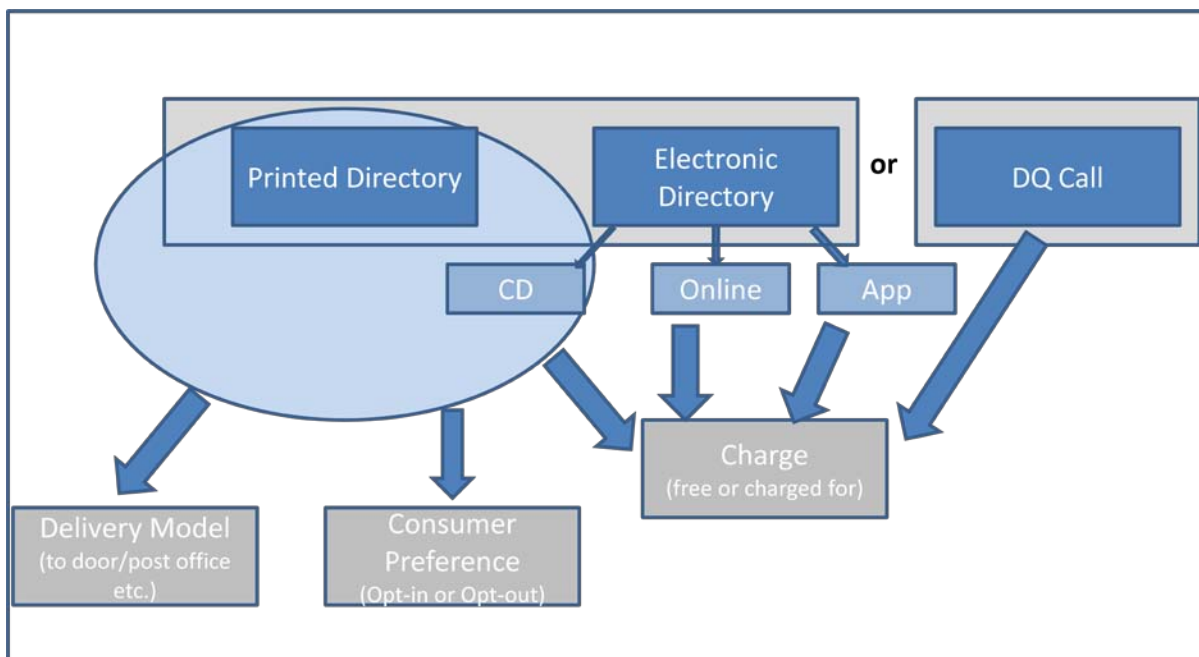 Printed Directory
Electronic
Directory
or
DQ Call
CD
Online
App
Charge
(free or charged for)
Delivery Model
(to door/post office
etc.)
Consumer
Preference
(Opt-in or Opt-out)